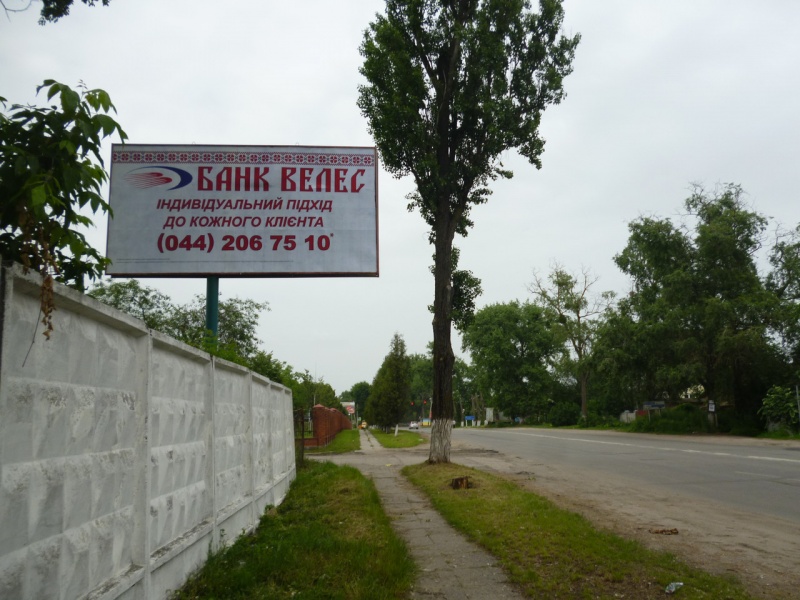 БАНК ВЕЛЕС
ІНДИВІДУАЛЬНИЙ ПІДХІД
ДО КОЖНОГО КЛІЄНТА
(044) 206 75 10*